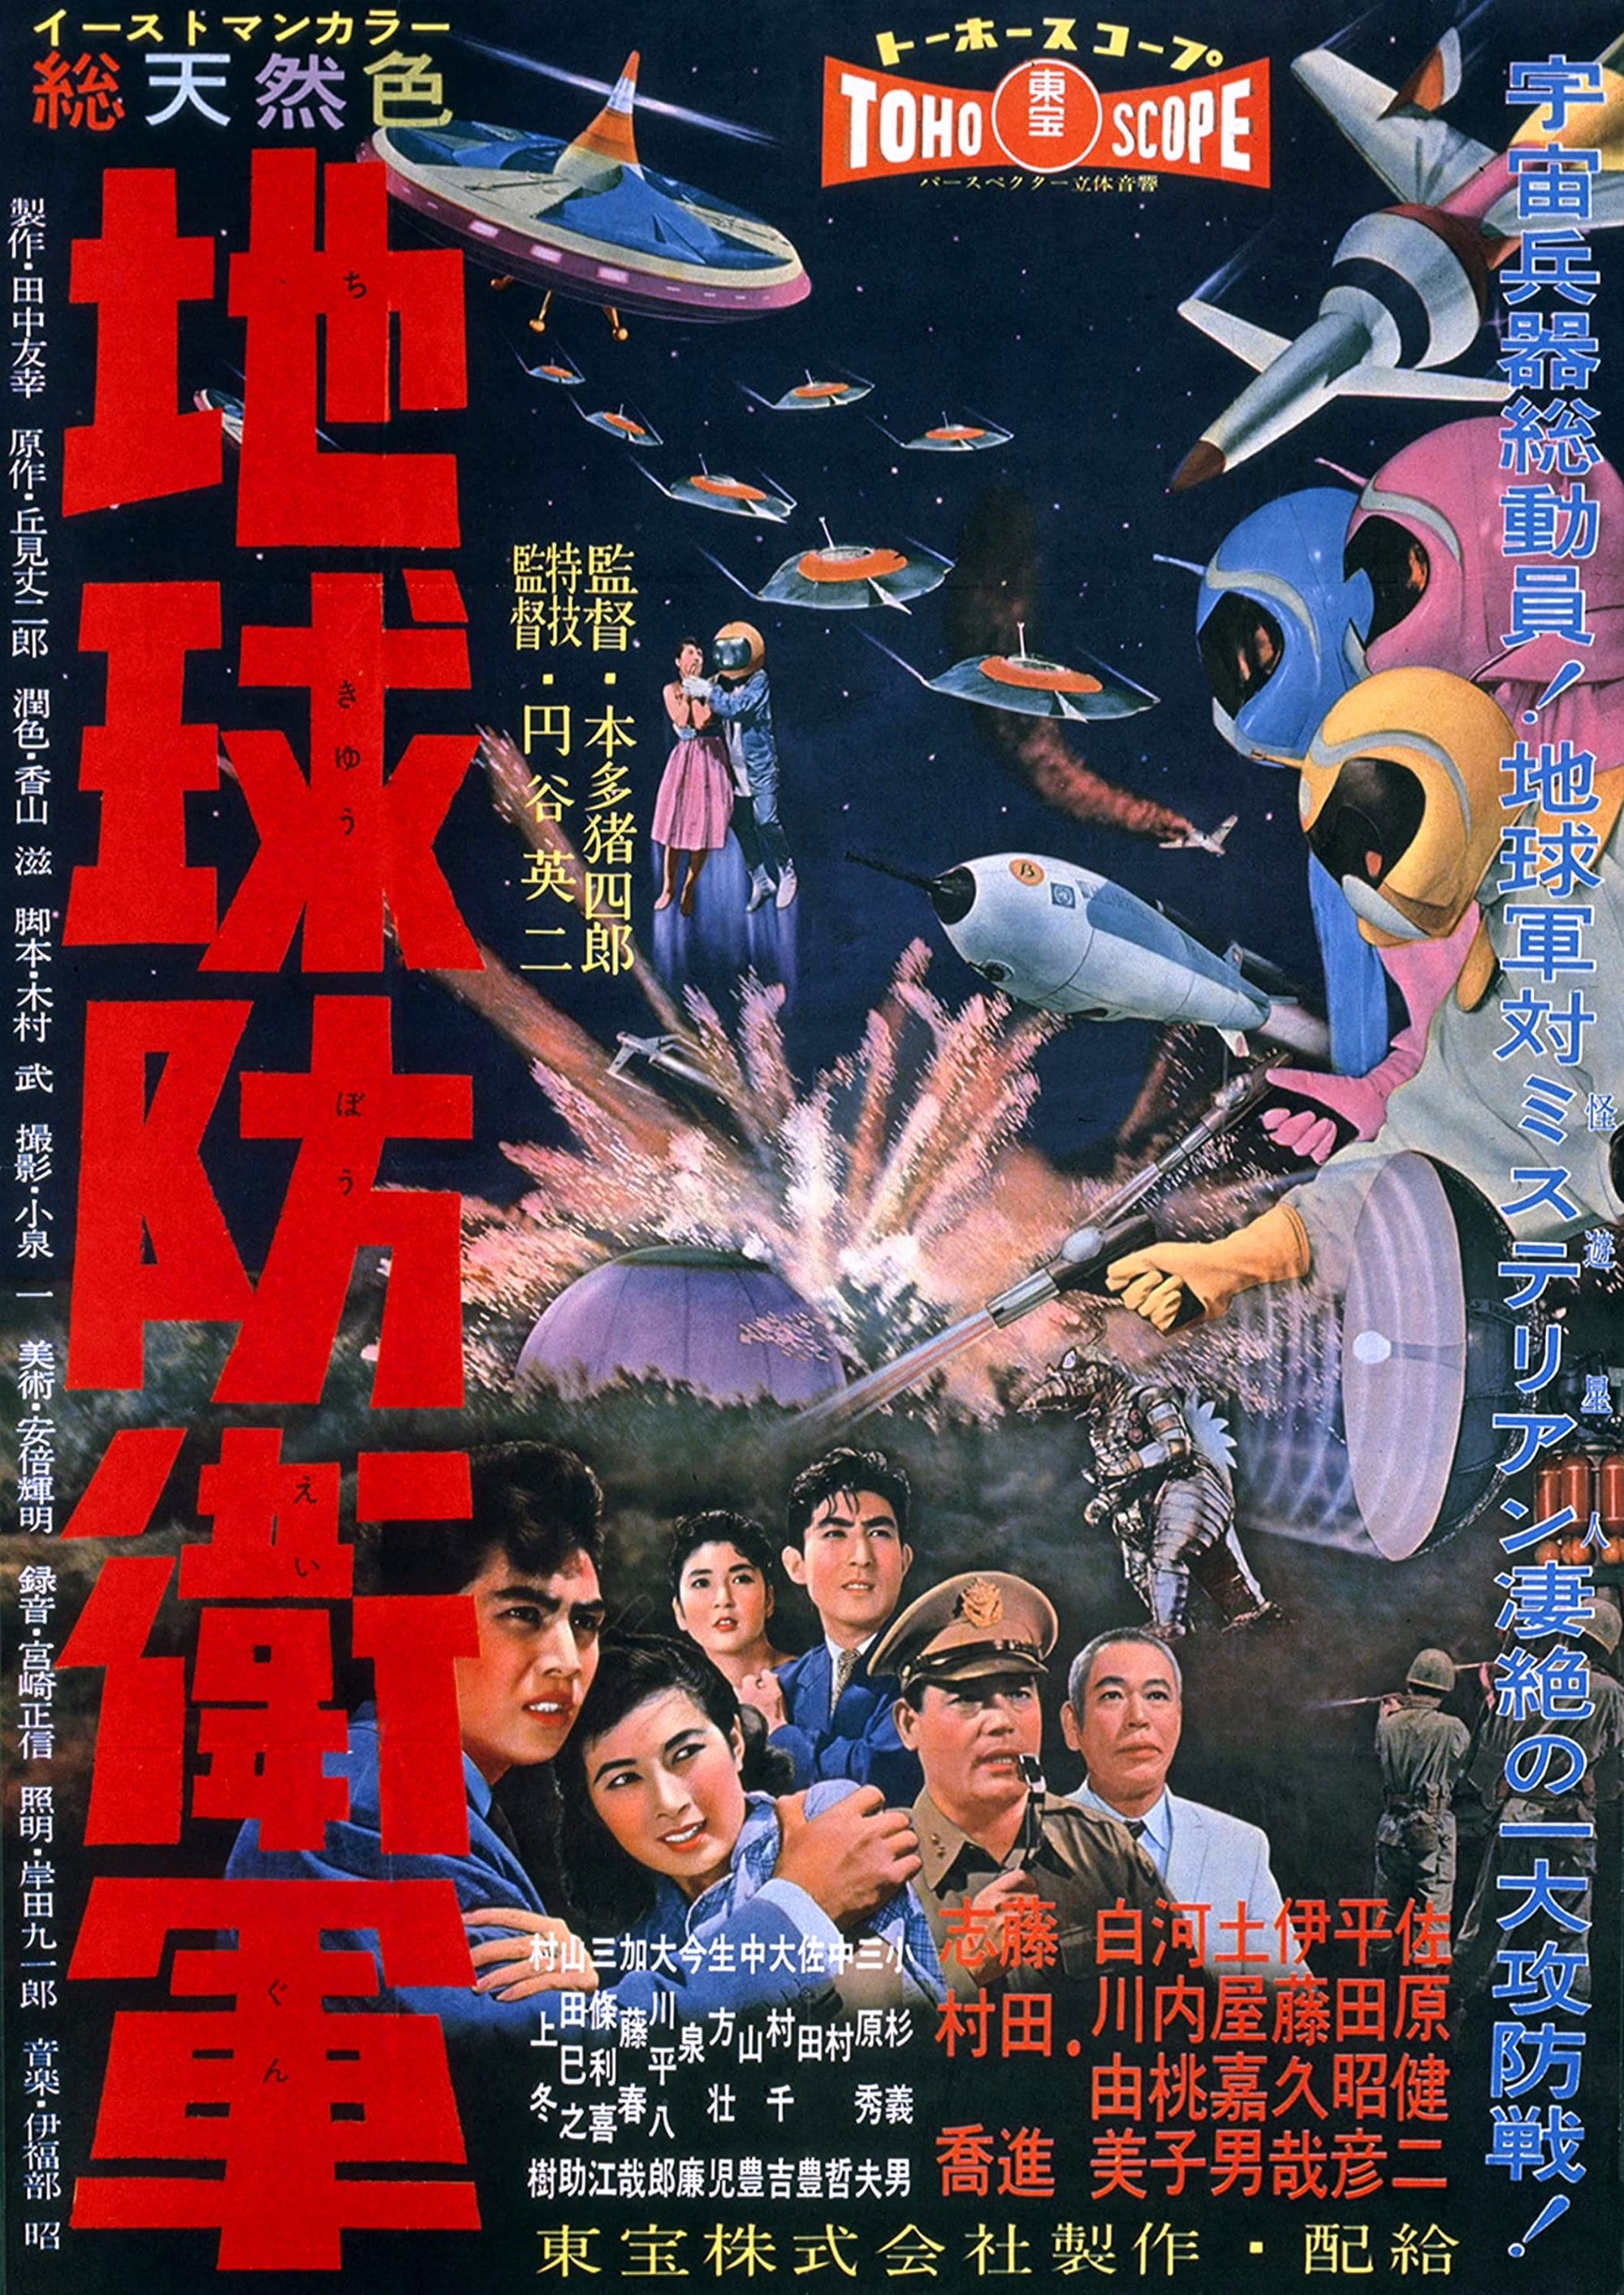 イーストマンカラー
総天然色
トーホースコープ
TOHO 東宝 SCOPE
パースペクター立体音響
宇宙兵器総動員!地球軍対ミステリアン凄絶の一大攻防戦!
怪遊星人
地球防衛軍
ちきゆうぼうえいぐん
監督・本多猪四郎
特技監督・円谷英二
製作・田中友幸 原作・丘見丈二郎 潤色・香山 滋 脚本・木村 武 撮影・小泉 一 美術・安倍輝明 録音・宮崎正信 照明・岸田九一郎 音楽・伊福部 昭
佐原健二
平田昭彦
伊藤久哉
土屋嘉男
河内桃子
白川由美
藤田進
志村喬
小杉義男
三原秀夫
中村哲
佐田豊
大村千吉
中山豊
生方壮児
今泉廉
大川平八郎
加藤春哉
三條利喜江
山田巳之助
村上冬樹
東宝株式会社製作・配給
B